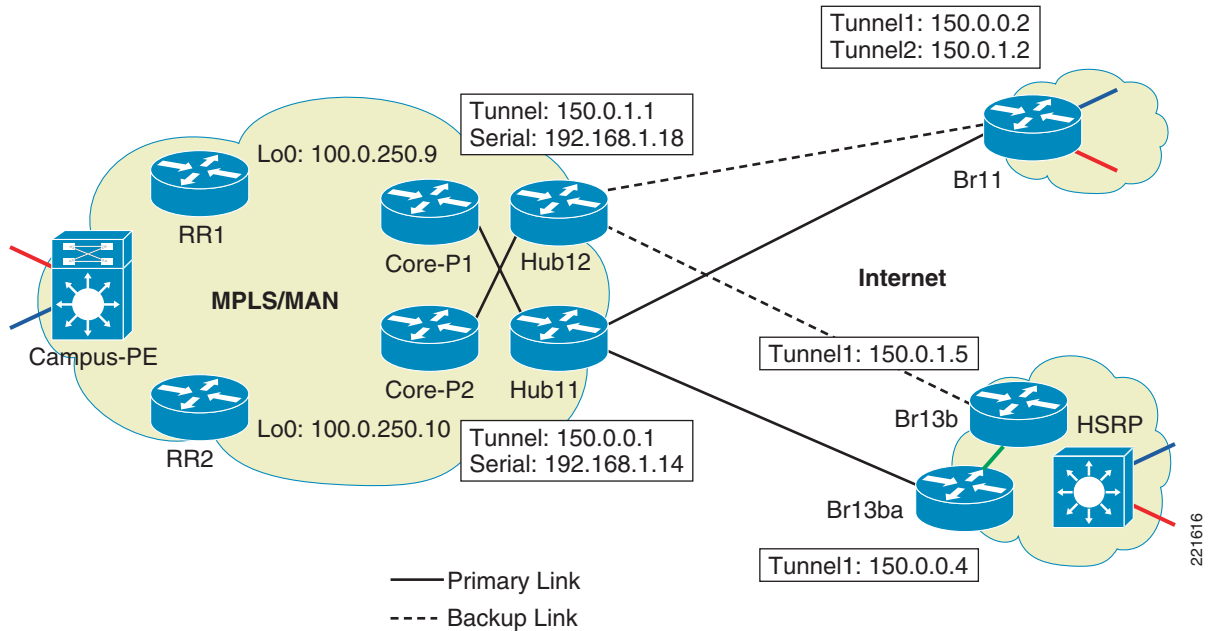 Tunnel1: 150.0.0.2
Tunnel2: 150.0.1.2
Tunnel: 150.0.1.1
Serial: 192.168.1.18
Lo0: 100.0.250.9
Br11
RR1
Core-P1
Hub12
MPLS/MAN
Internet
Campus-PE
Core-P2
Hub11
Tunnel1: 150.0.1.5
Br13b
HSRP
Lo0: 100.0.250.10
RR2
Tunnel: 150.0.0.1
Serial: 192.168.1.14
Br13ba
Tunnel1: 150.0.0.4
Primary Link
Backup Link
221616